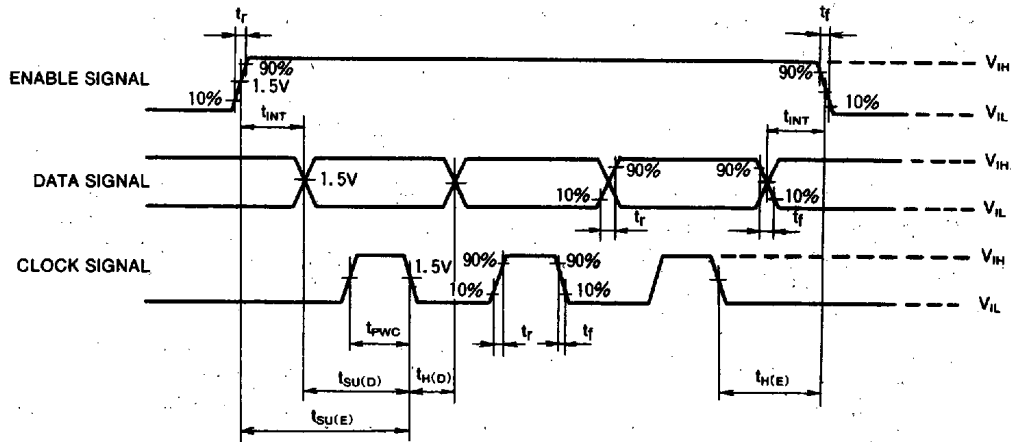 tr
tf
ENABLE SIGNAL
90%
1.5V
10%
90%
10%
VIH
VIL
tINT
tINT
DATA SIGNAL
1.5V
10%
90%
90%
10%
VIH
VIL
tr
tf
CLOCK SIGNAL
1.5V
90%
90%
10%
10%
VIH
VIL
tPWC
tr
tf
tSU(D)
tH(D)
tH(E)
tSU(E)